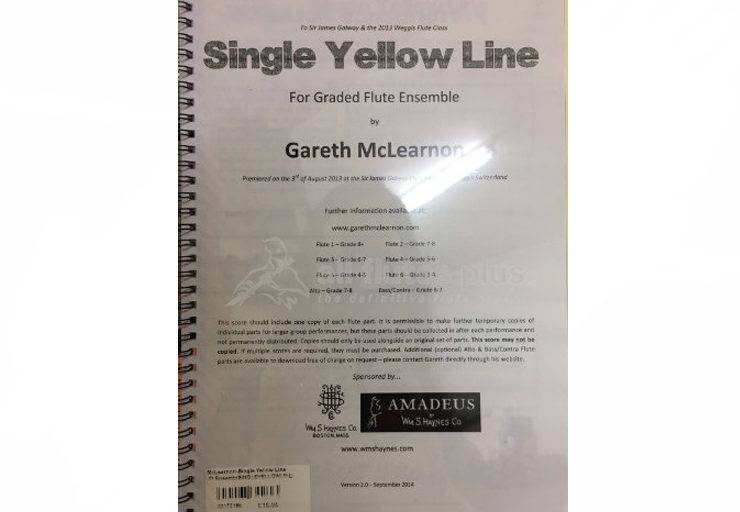 To Sir James Galway & the 2013 Weggis Flute Class
Single Yellow Line
For Graded Flute Ensemble
by
Gareth McLearnon
Premiered on the 3rd of August 2013 at the Sir James Galway Switzerland
Further information available at:
www.garethmclearnon.com
Flute 1 – Grade 8+ Flute 2 – Grade 7-8
Flute 3 – Grade 6-7 Flute 4 – Grade 5-6
Flute 5 – Grade 4-5 Flute 6 – Grade 3-4
Alto – Grade 7-8 Bass/Contra – Grade 6-7
the definitive flute
This score should include one copy of each flute part. It is permissible to make further temporary copies of
individual parts for larger group performances, but these parts should be collected in after each performance and
not permanently distributed. Copies should only be used alongside an original set of parts. This score may not be
copied. If multiple scores are required, they must be purchased. Additional (optional) Alto & Bass/Contra Flute
parts are available to download free of charge on request – please contact Gareth directly through his website.
Sponsored by...
AMADEUS
BY
Wm S. Haynes Co.
Wm S. Haynes Co.
BOSTON, MASS
www.wmshaynes.com
McLearnon-Single Yellow Line
Version 2.0 – September 2014